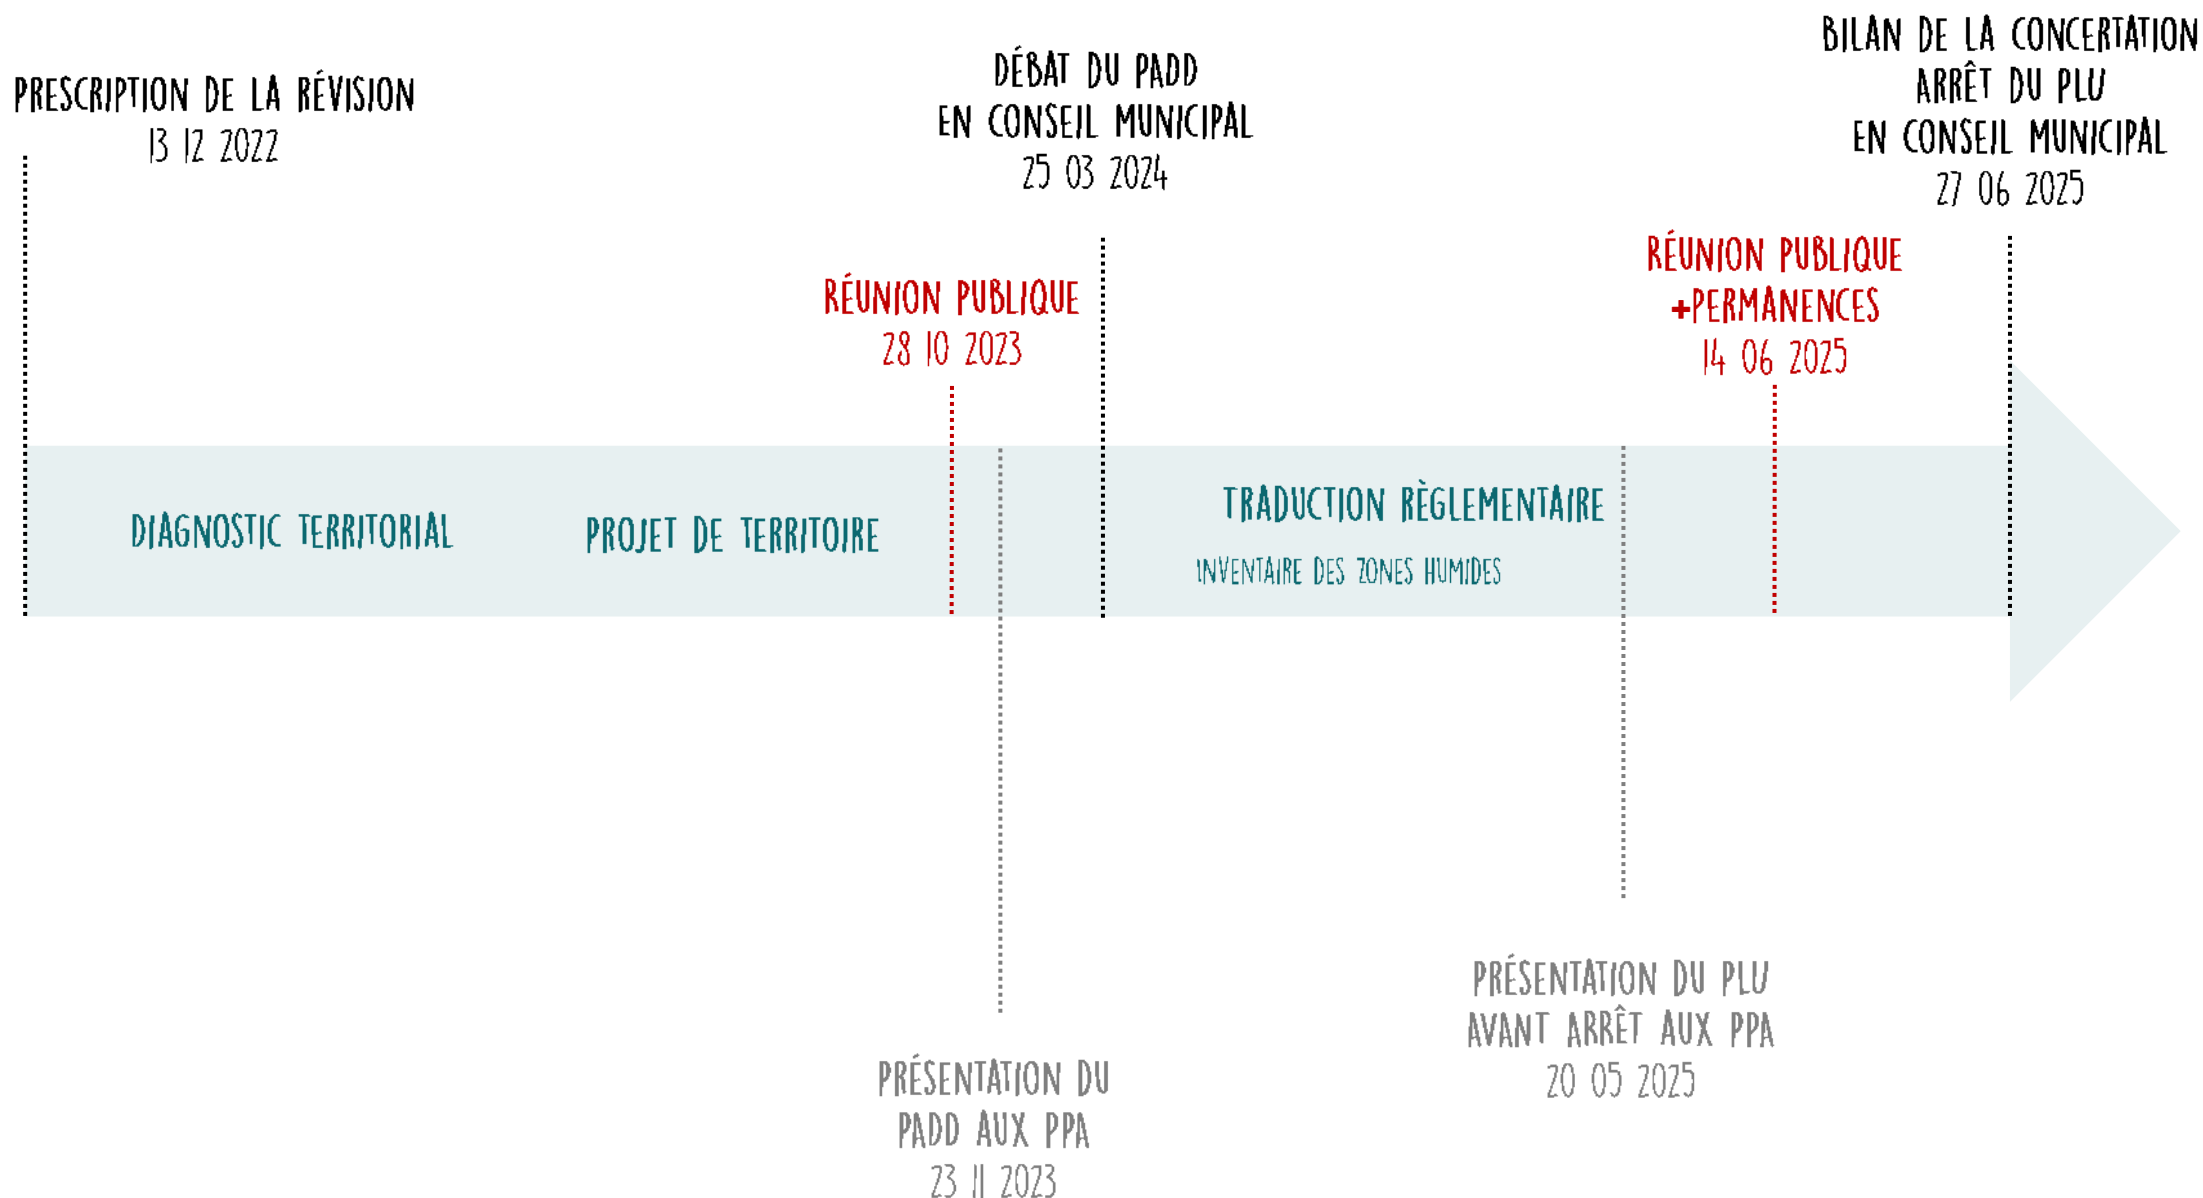 PRESCRIPTION DE LA RÉVISION
13 12 2022
DÉBAT DU PADD
EN CONSEIL MUNICIPAL
25 03 2024
BILAN DE LA CONCERTATION
ARRÊT DU PLU
EN CONSEIL MUNICIPAL
27 06 2025
RÉUNION PUBLIQUE
28 10 2023
RÉUNION PUBLIQUE
+PERMANENCES
14 06 2025
DIAGNOSTIC TERRITORIAL
PROJET DE TERRITOIRE
TRADUCTION RÈGLEMENTAIRE
INVENTAIRE DES ZONES HUMIDES
PRÉSENTATION DU
PADD AUX PPA
23 11 2023
PRÉSENTATION DU PLU
AVANT ARRÊT AUX PPA
20 05 2025